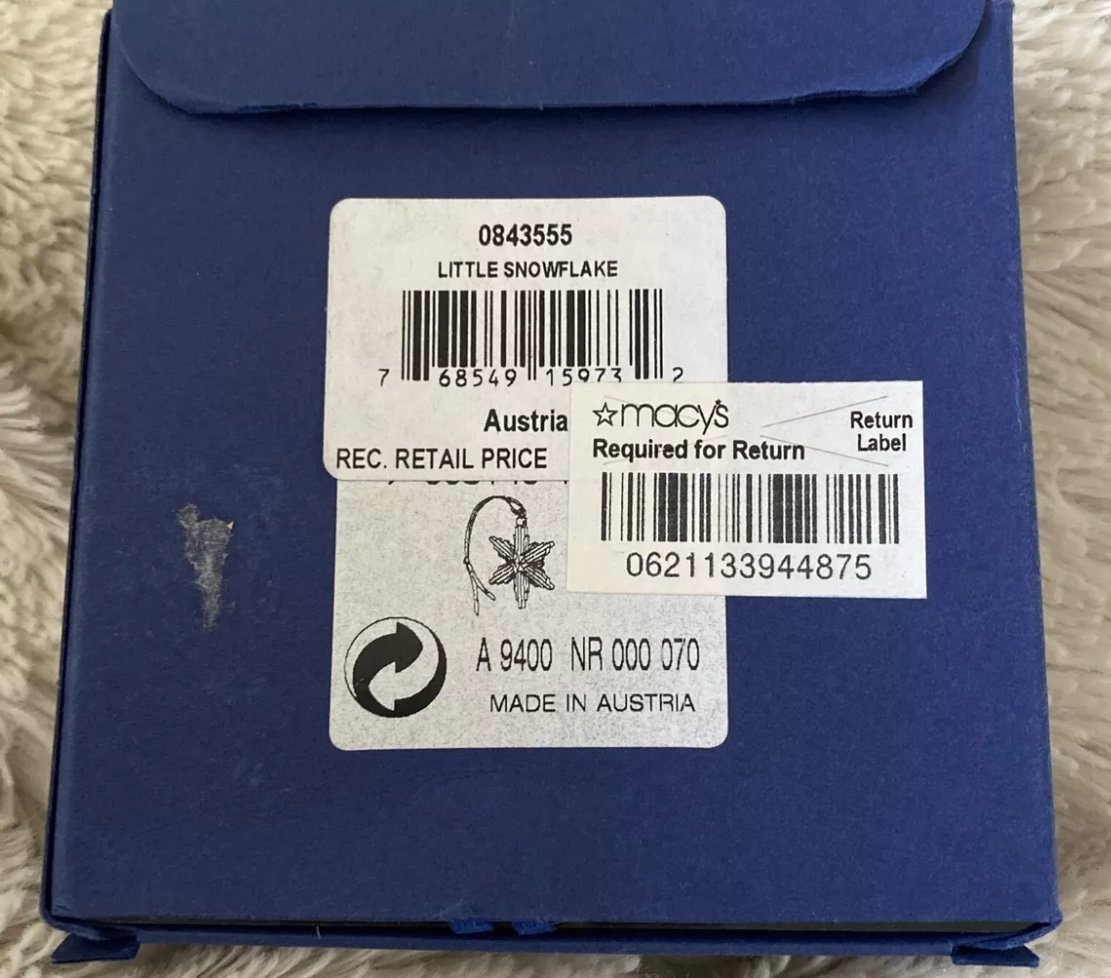 0843555
LITTLE SNOWFLAKE
7 68549 15973 2
Austria
REC. RETAIL PRICE
macy's
Return
Label
Required for Return
0621133944875
A 9400 NR 000 070
MADE IN AUSTRIA